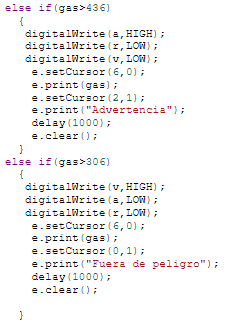 else if(gas>436)
{
digitalWrite(a,HIGH);
digitalWrite(r,LOW);
digitalWrite(v,LOW);
e.setCursor(6,0);
e.print(gas);
e.setCursor(2,1);
e.print("Advertencia");
delay(1000);
e.clear();
}
else if(gas>306)
{
digitalWrite(v,HIGH);
digitalWrite(a,LOW);
digitalWrite(r,LOW);
e.setCursor(6,0);
e.print(gas);
e.setCursor(0,1);
e.print("Fuera de peligro");
delay(1000);
e.clear();
}